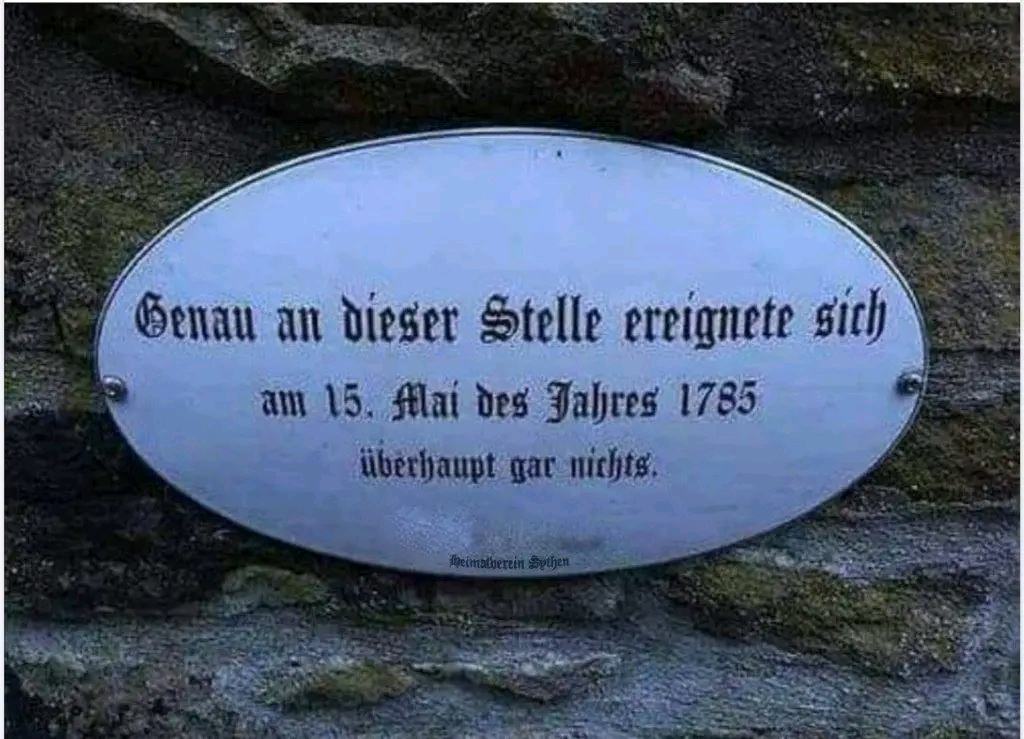 Genau an dieser Stelle ereignete sich
am 15. Mai des Jahres 1785
überhaupt gar nichts.
Heimatverein Sythen